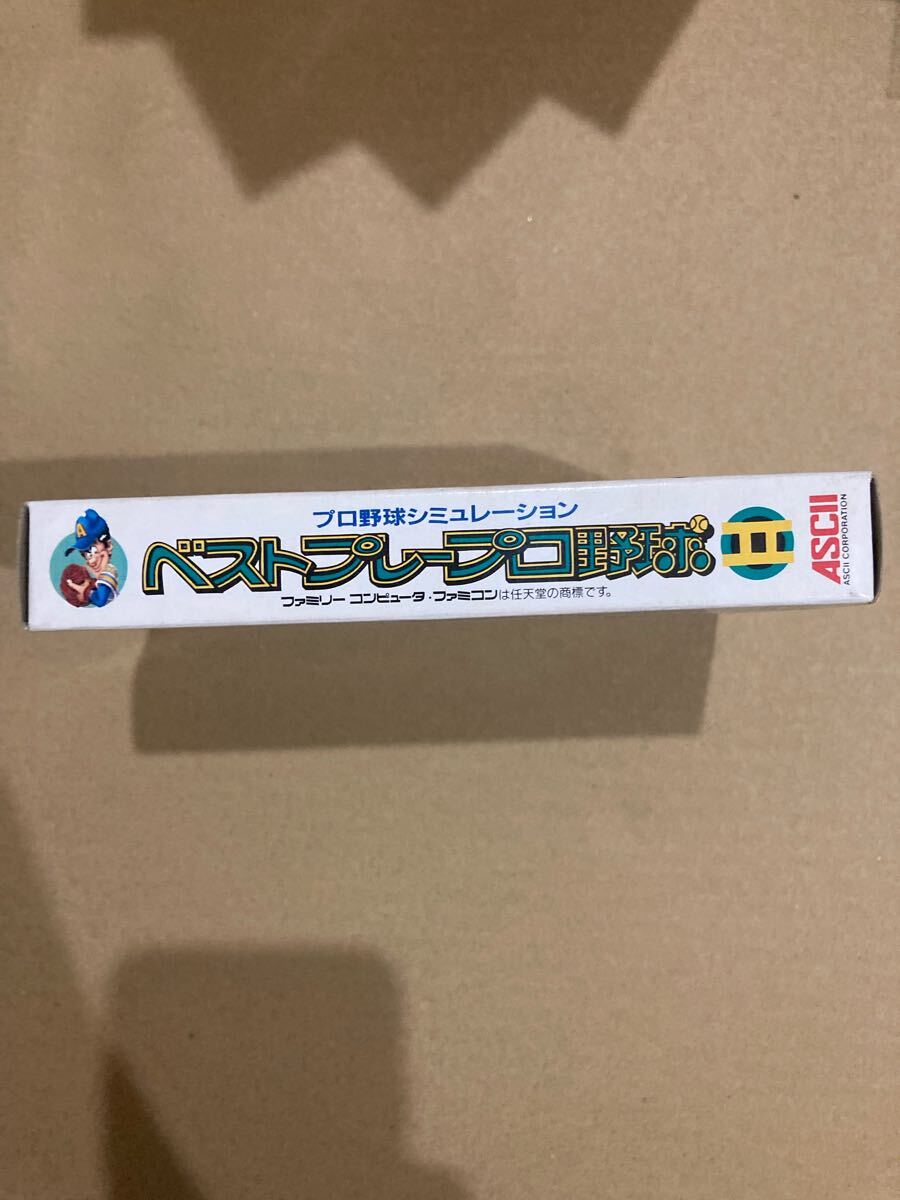 プロ野球シミュレーション
ベストプレープロ野球 II
ファミリー コンピュータ・ファミコンは任天堂の商標です。
A
ASCII
ASCII CORPORATION